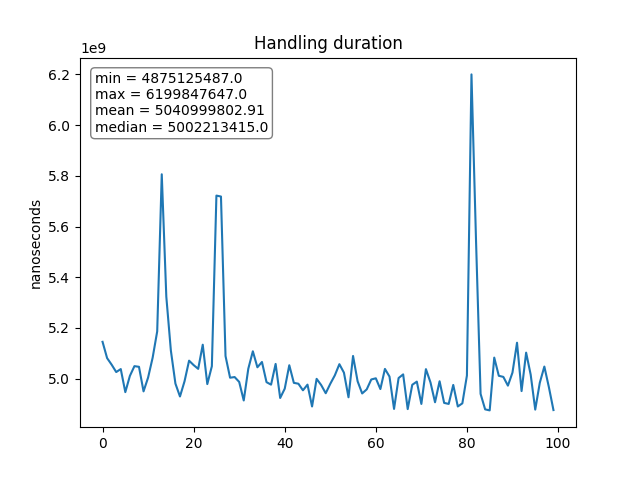 Handling duration
1e9
min = 4875125487.0
max = 6199847647.0
mean = 5040999802.91
median = 5002213415.0
nanoseconds
6.2
6.0
5.8
5.6
5.4
5.2
5.0
0 20 40 60 80 100